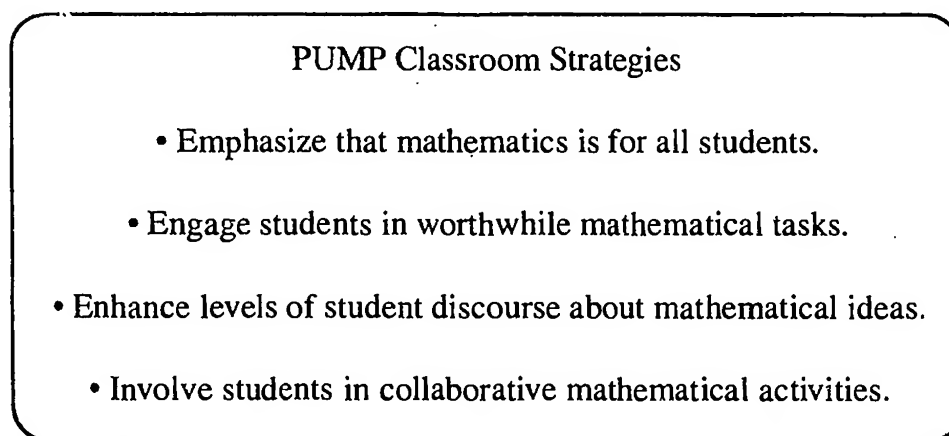 PUMP Classroom Strategies
• Emphasize that mathematics is for all students.
• Engage students in worthwhile mathematical tasks.
• Enhance levels of student discourse about mathematical ideas.
• Involve students in collaborative mathematical activities.